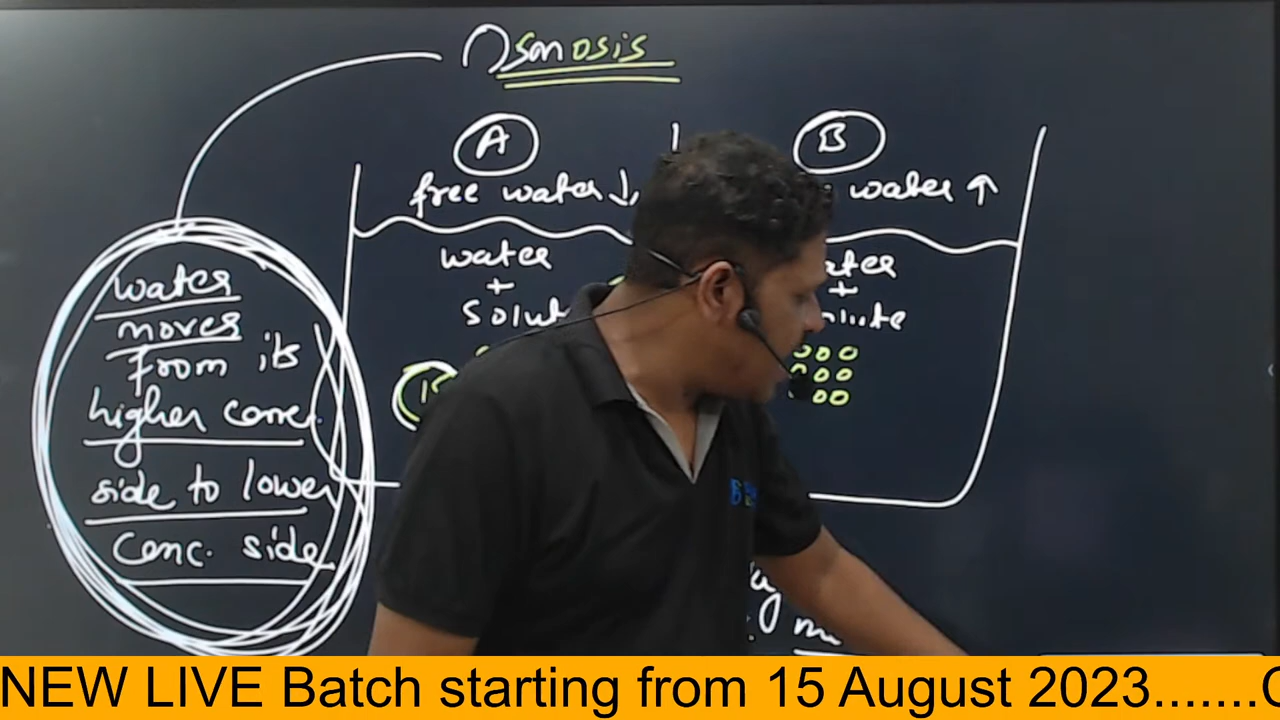 Osmosis
A
B
free water ↓
water ↑
water
+
water
moves
from its
higher conc.
side to lower
conc. side
+
NEW LIVE Batch starting from 15 August 2023.......